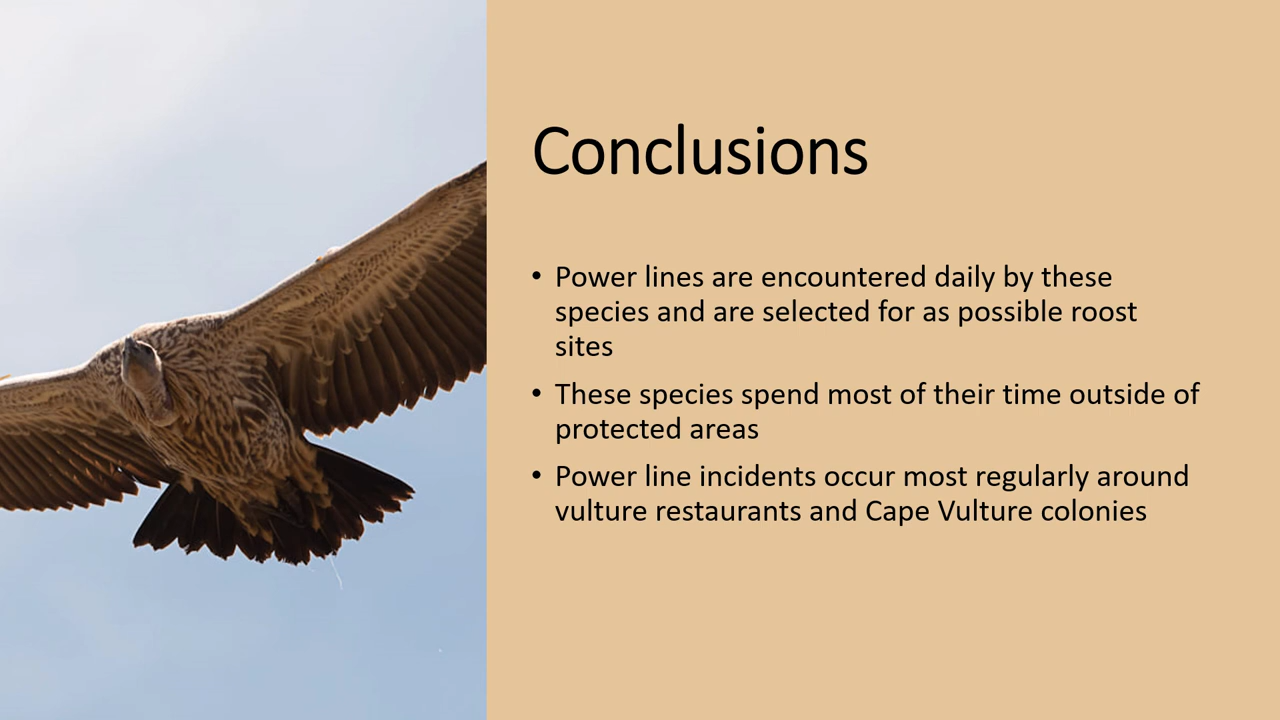 Conclusions
• Power lines are encountered daily by these
species and are selected for as possible roost
sites
• These species spend most of their time outside of
protected areas
• Power line incidents occur most regularly around
vulture restaurants and Cape Vulture colonies